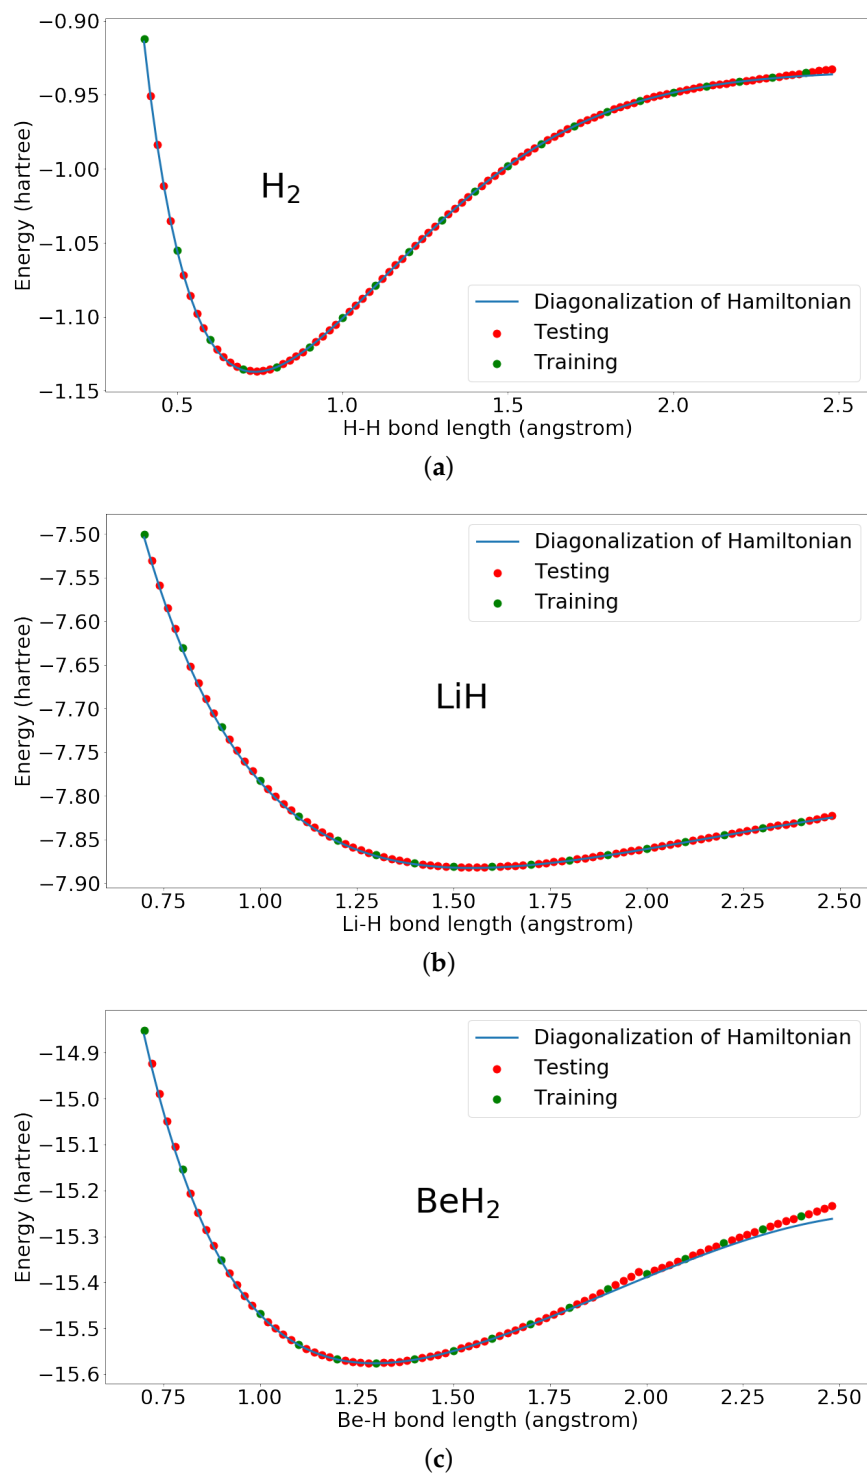 −0.90
−0.95
−1.00
−1.05
−1.10
−1.15
Energy (hartree)
H2
Diagonalization of Hamiltonian
Testing
Training
0.5 1.0 1.5 2.0 2.5
H-H bond length (angstrom)
(a)
−7.50
−7.55
−7.60
−7.65
−7.70
−7.75
−7.80
−7.85
−7.90
Energy (hartree)
Diagonalization of Hamiltonian
Testing
Training
LiH
0.75 1.00 1.25 1.50 1.75 2.00 2.25 2.50
Li-H bond length (angstrom)
(b)
−14.9
−15.0
−15.1
−15.2
−15.3
−15.4
−15.5
−15.6
Energy (hartree)
Diagonalization of Hamiltonian
Testing
Training
BeH2
0.75 1.00 1.25 1.50 1.75 2.00 2.25 2.50
Be-H bond length (angstrom)
(c)